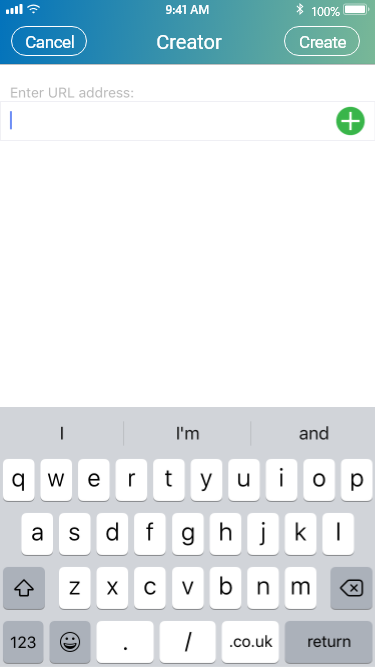 9:41 AM 100%
Cancel Creator Create
Enter URL address:
I I'm and
q w e r t y u i o p
a s d f g h j k l
z x c v b n m
123 . / .co.uk return